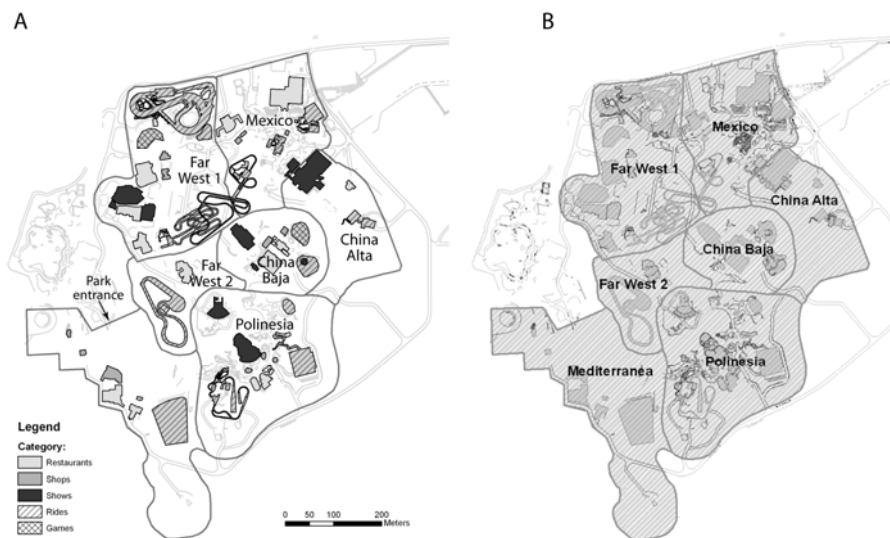 A
Mexico
Far
West 1
China
Alta
Far
West 2
China
Baja
Park
entrance
Polinesia
Legend
Category:
Restaurants
Shops
Shows
Rides
Games
0 50 100 200
Meters
B
Mexico
Far West 1
China Alta
China Baja
Far West 2
Mediterranea
Polinesia